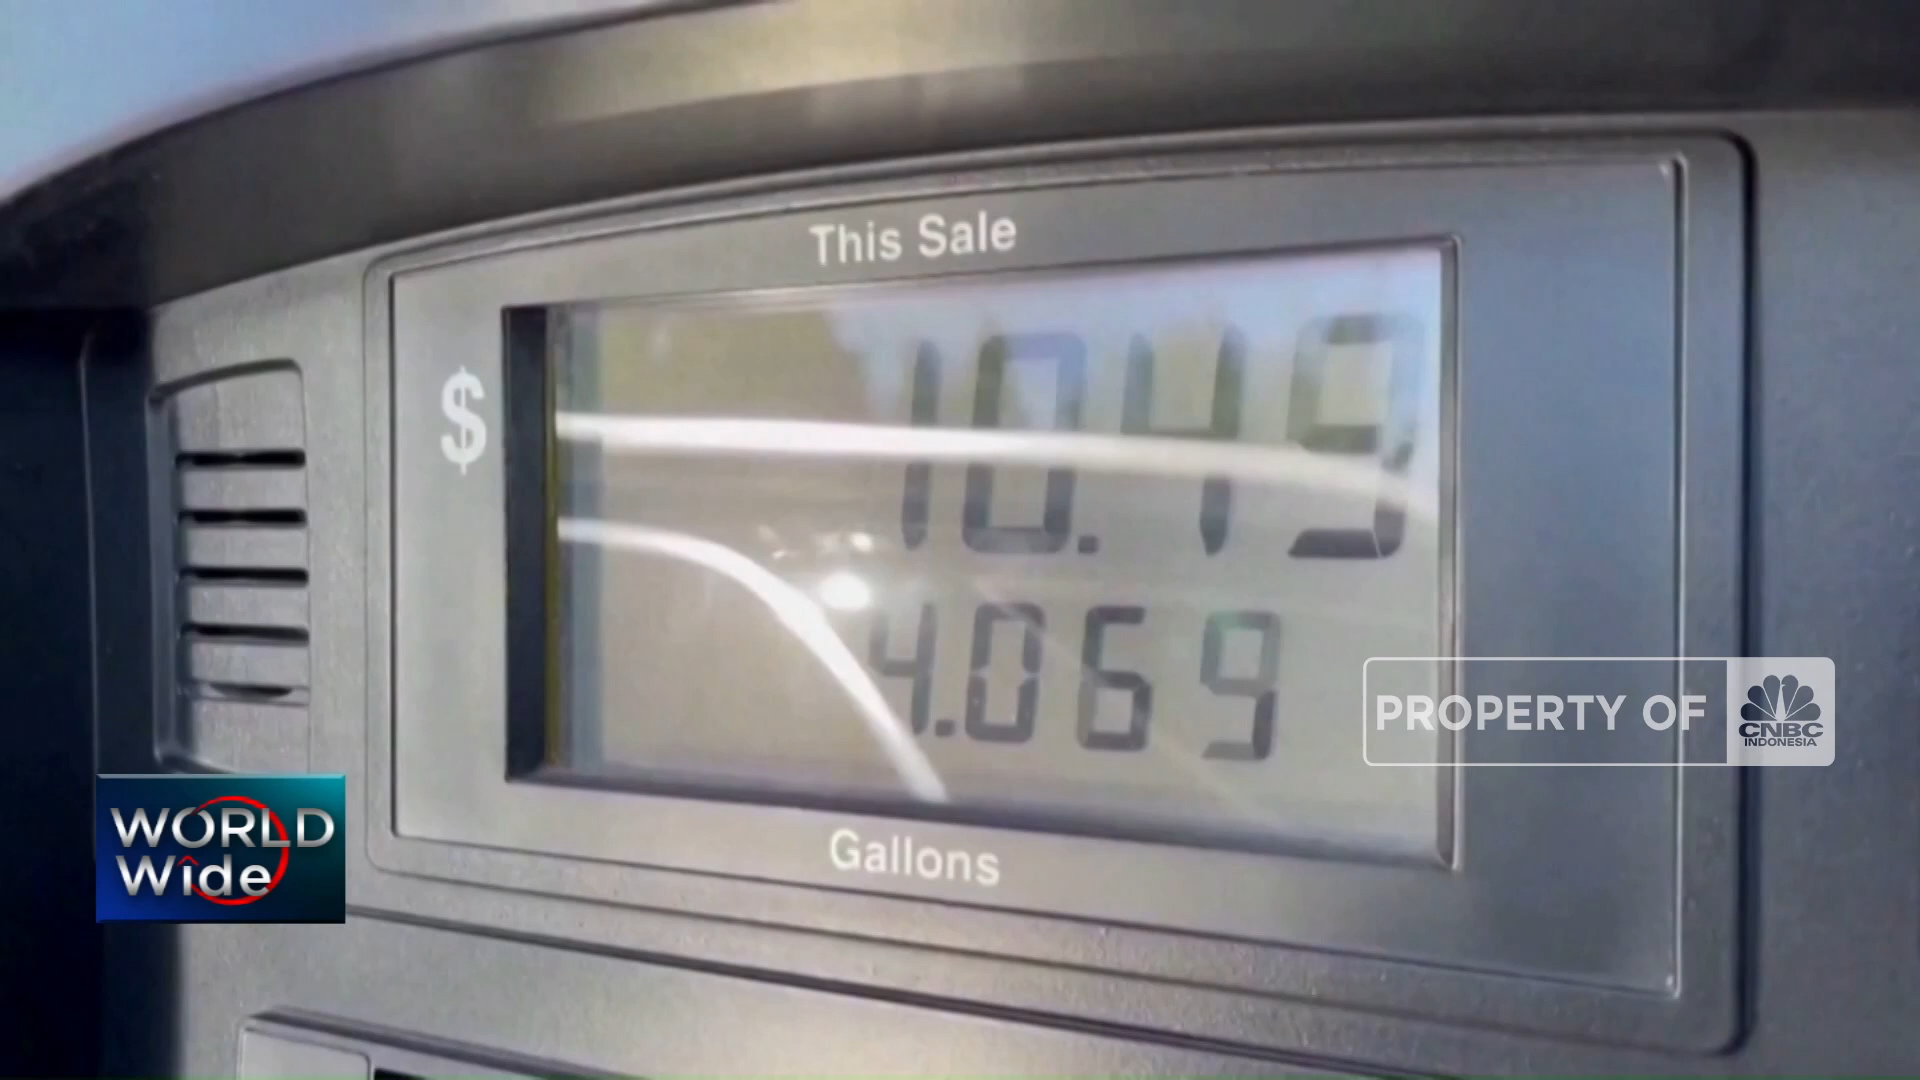 This Sale
$ 10.49
4.069
Gallons
PROPERTY OF
CNBC
INDONESIA
WORLD
Wide